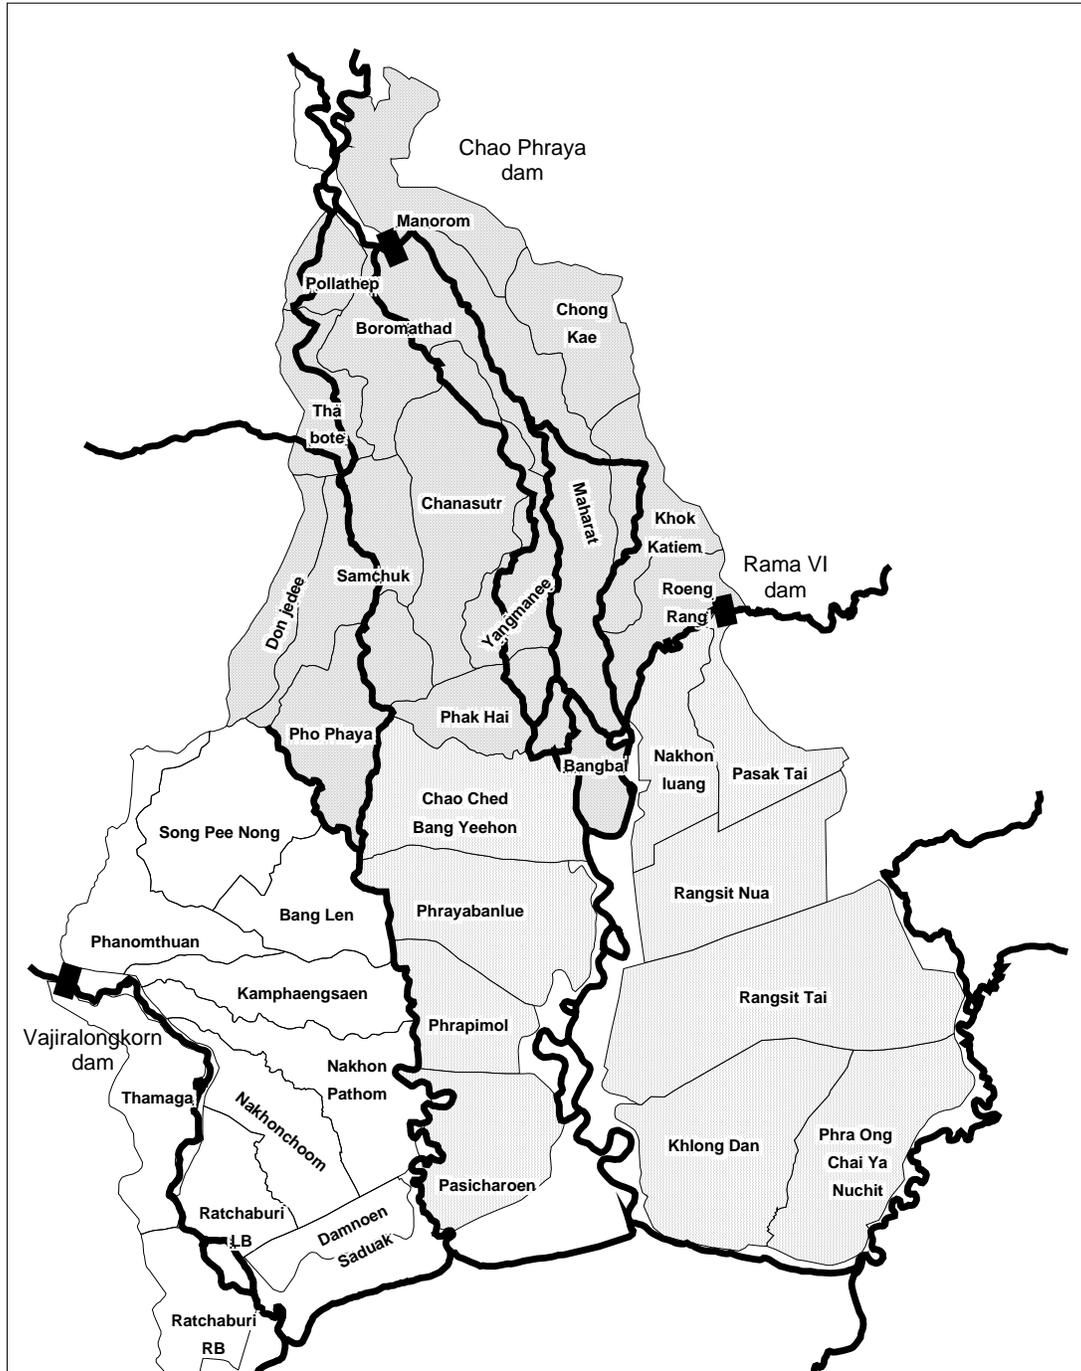 Chao Phraya
dam
Manorom
Pollathep
Chong
Kae
Boromathad
Tha
bote
Chanasutr
Maharat
Khok
Katiem
Rama VI
dam
Roeng
Rang
Samchuk
Don jedee
Yangmanee
Phak Hai
Pho Phaya
Bangbal
Nakhon
luang
Pasak Tai
Chao Ched
Bang Yeehon
Song Pee Nong
Rangsit Nua
Bang Len
Phrayabanlue
Phanomthuan
Kamphaengsaen
Rangsit Tai
Phrapimol
Vajiralongkorn
dam
Nakhon
Pathom
Thamaga
Nakhonchoom
Khlong Dan
Phra Ong
Chai Ya
Nuchit
Pasicharoen
Ratchaburi
LB
Damnoen
Saduak
Ratchaburi
RB